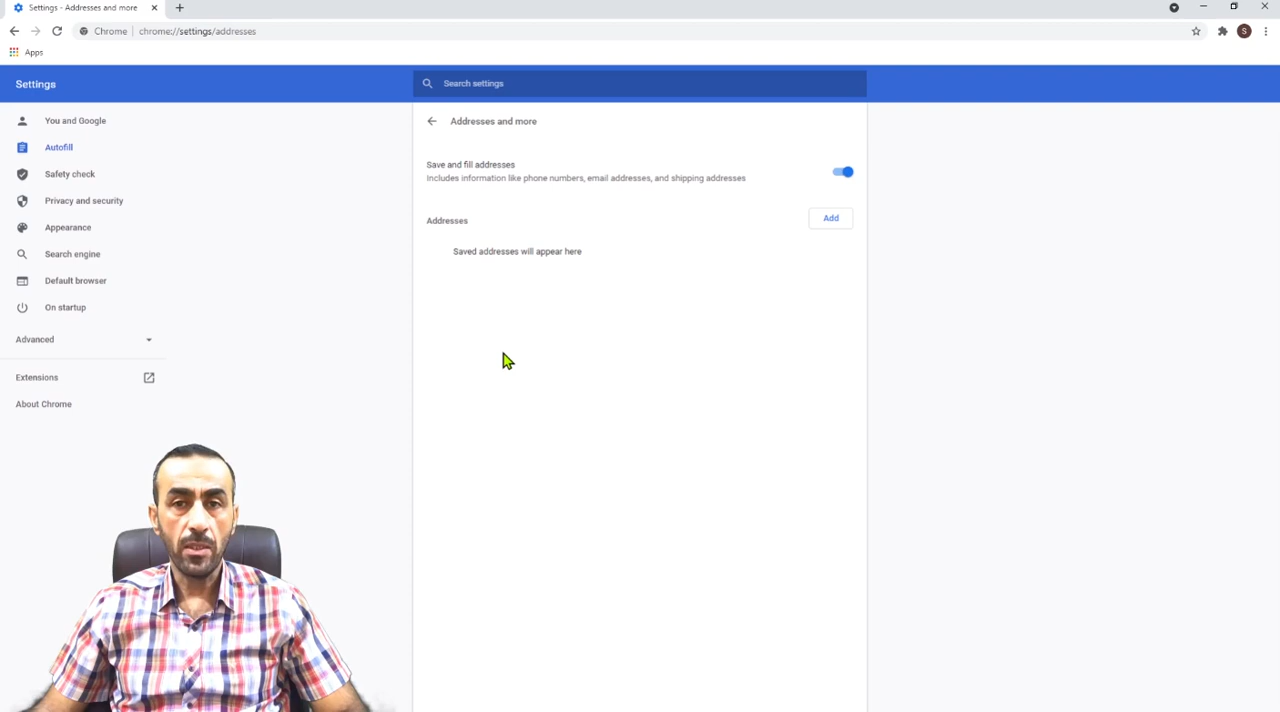 Settings - Addresses and more
Chrome
chrome://settings/addresses
S
Apps
Settings
Search settings
You and Google
Autofill
Safety check
Privacy and security
Appearance
Search engine
Default browser
On startup
Advanced
Extensions
About Chrome
Addresses and more
Save and fill addresses
Includes information like phone numbers, email addresses, and shipping addresses
Addresses
Add
Saved addresses will appear here